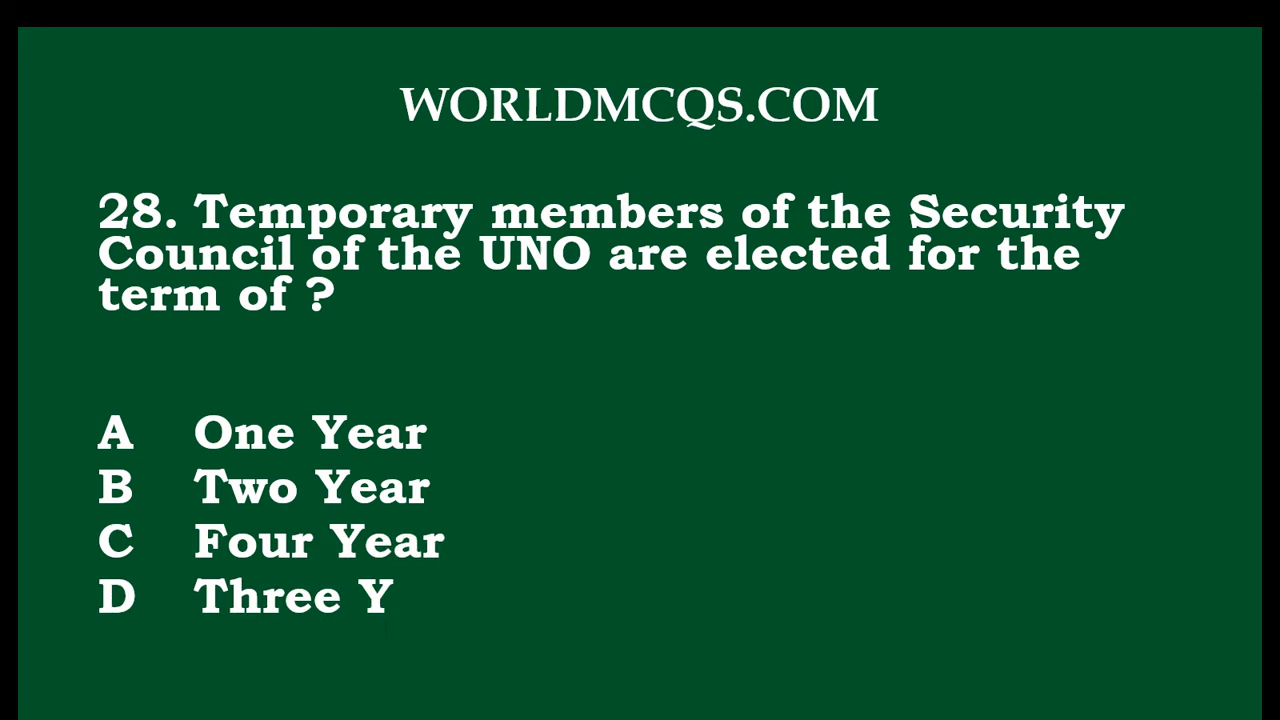 WORLDMCQS.COM
28. Temporary members of the Security
Council of the UNO are elected for the
term of ?
A One Year
B Two Year
C Four Year
D Three Y